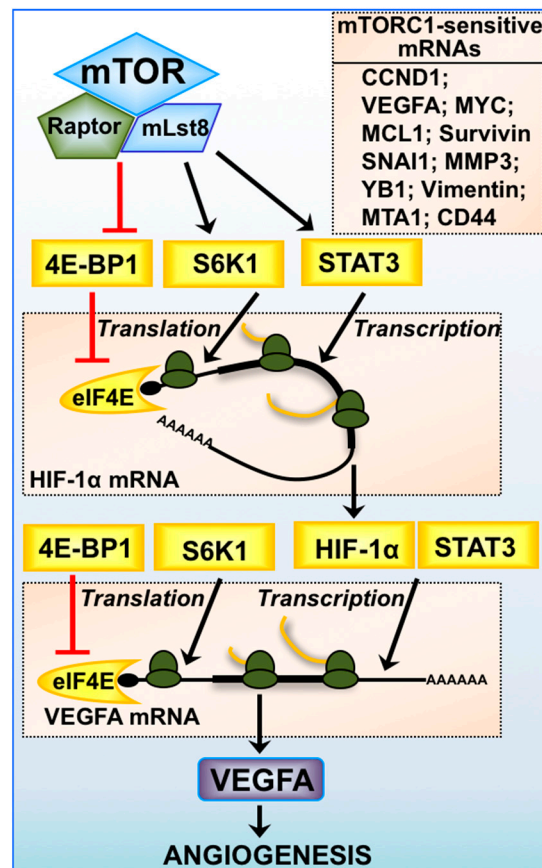 mTORC1-sensitive
mRNAs
CCND1;
VEGFA; MYC;
MCL1; Survivin
SNAI1; MMP3;
YB1; Vimentin;
MTA1; CD44
mTOR
Raptor
mLst8
4E-BP1
S6K1
STAT3
Translation
Transcription
eIF4E
AAAAAA
HIF-1α mRNA
4E-BP1
S6K1
HIF-1α
STAT3
Translation
Transcription
eIF4E
AAAAAA
VEGFA mRNA
VEGFA
ANGIOGENESIS